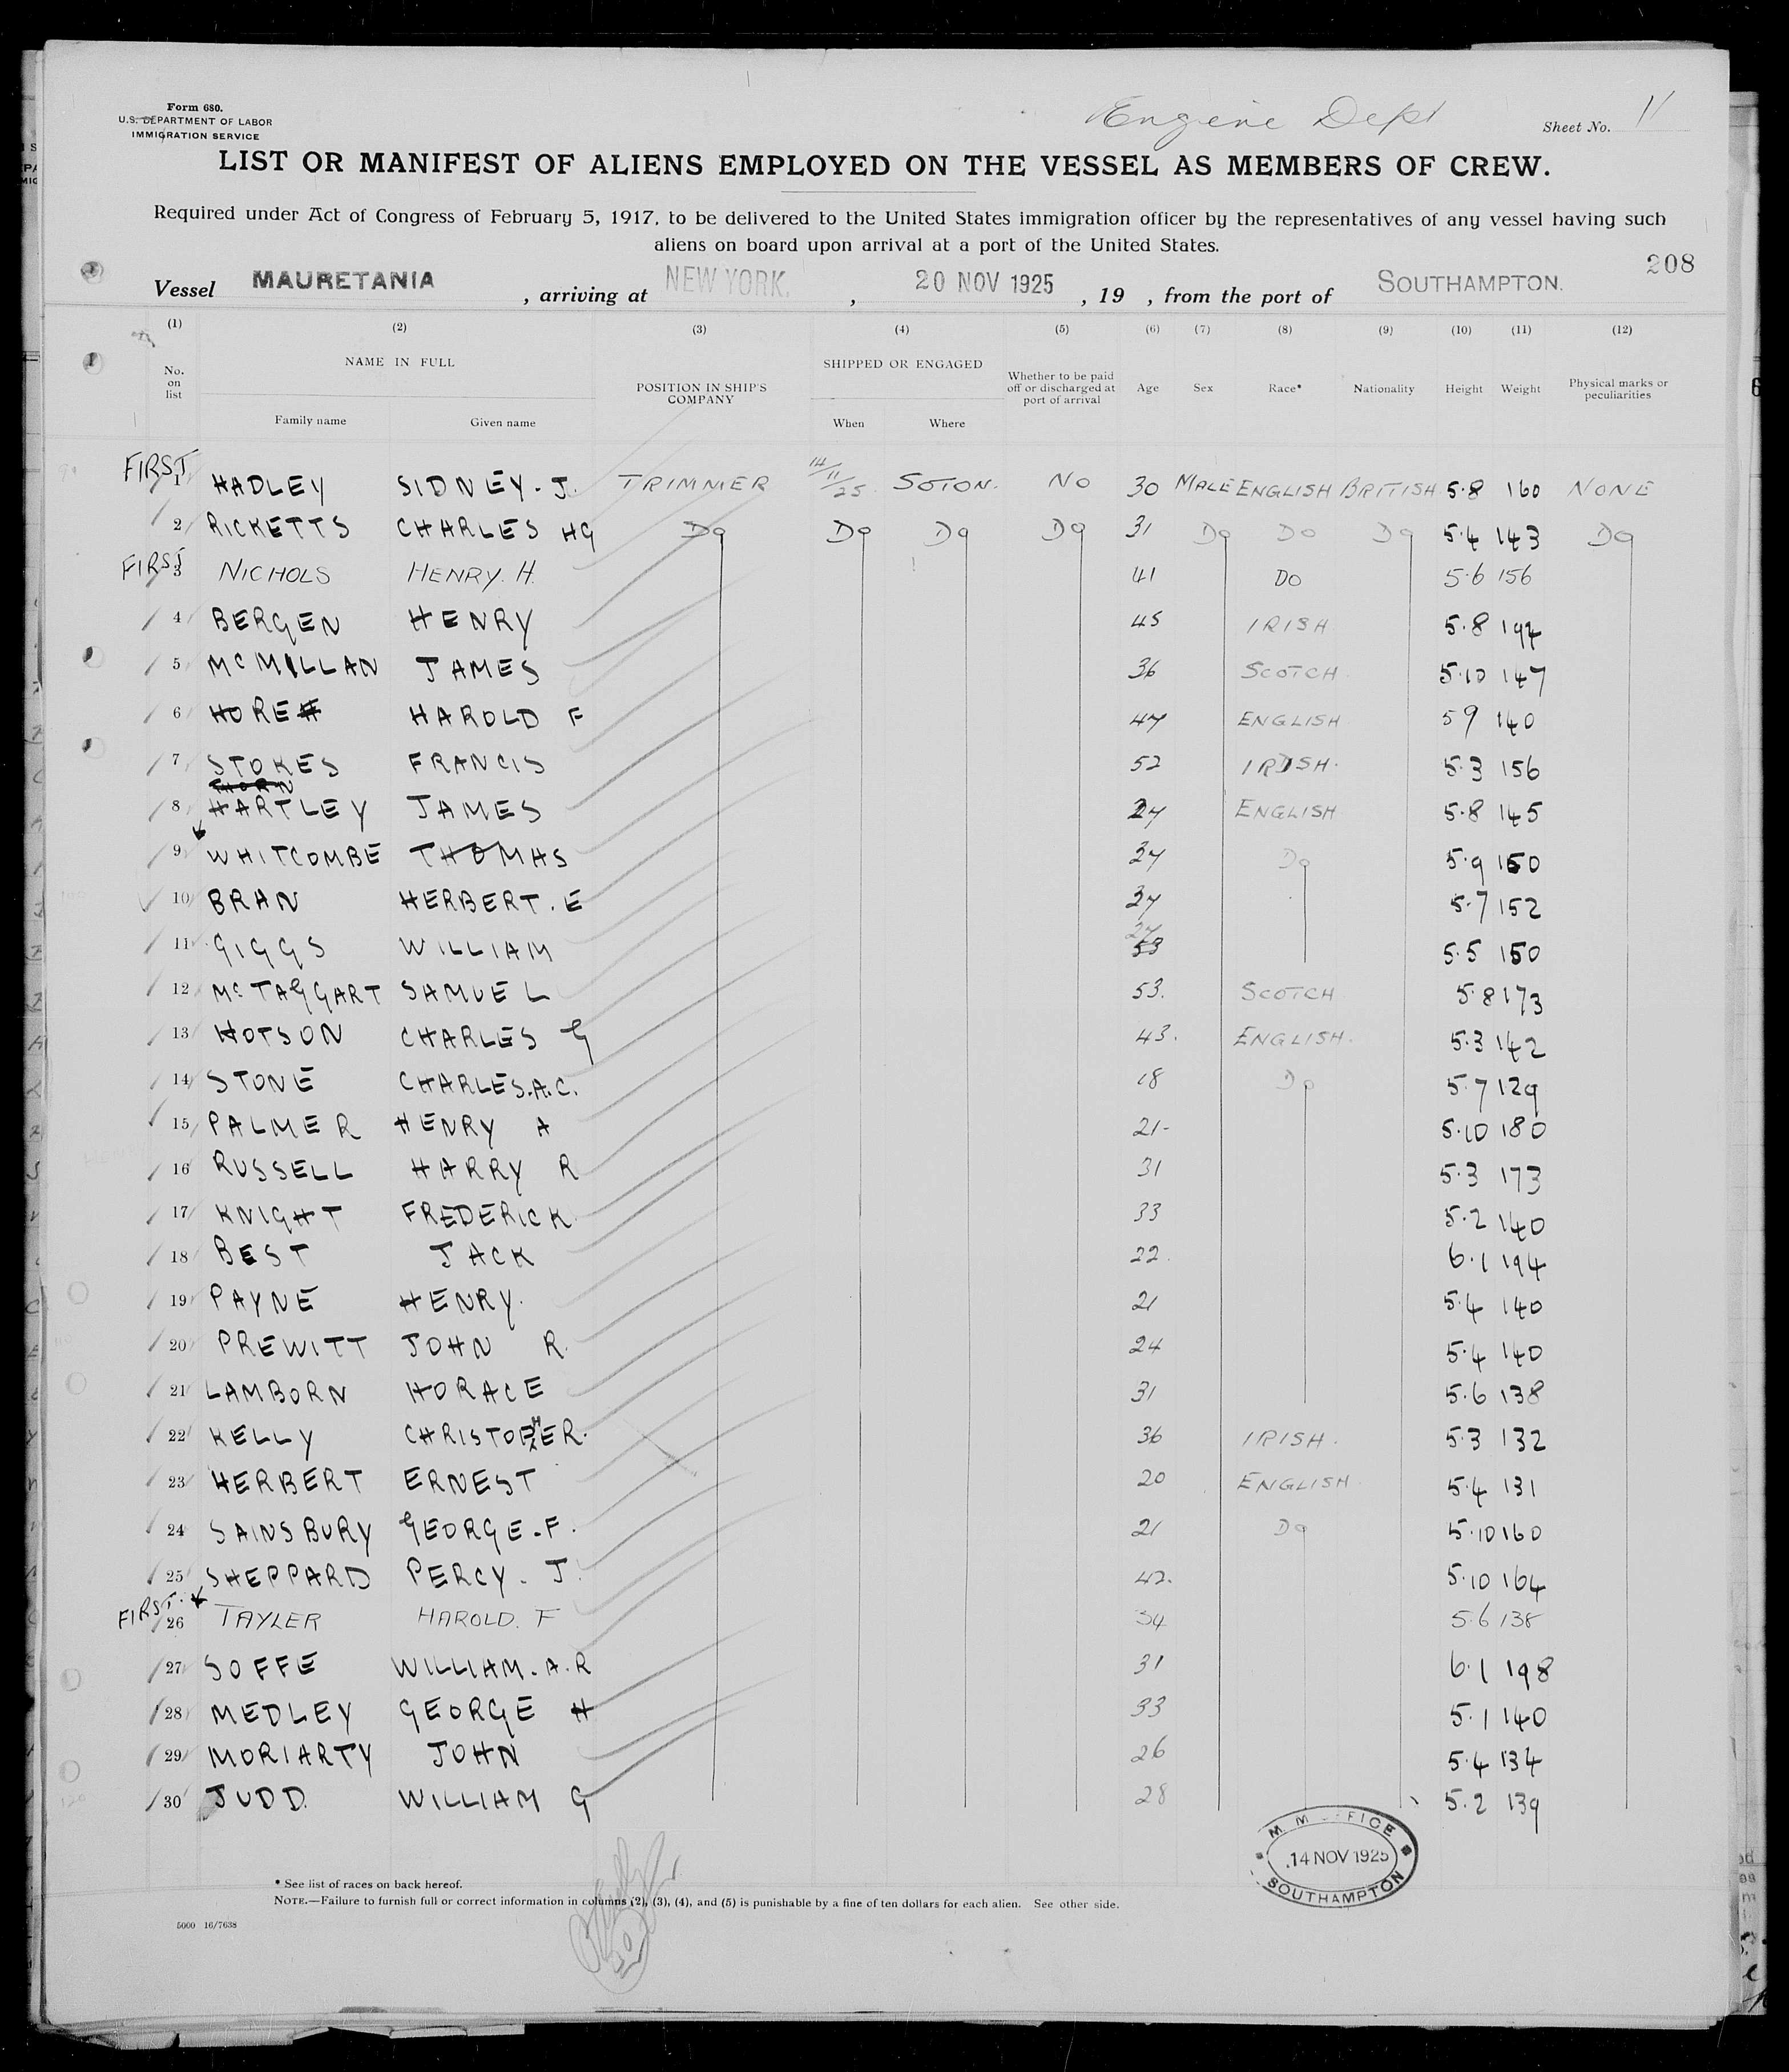 Form 680.
U.S. DEPARTMENT OF LABOR
IMMIGRATION SERVICE
Engine Dept
Sheet No. 11
LIST OR MANIFEST OF ALIENS EMPLOYED ON THE VESSEL AS MEMBERS OF CREW.
Required under Act of Congress of February 5, 1917, to be delivered to the United States immigration officer by the representatives of any vessel having such
aliens on board upon arrival at a port of the United States.
208
Vessel MAURETANIA , arriving at NEW YORK. , 20 NOV 1925 , 19 , from the port of SOUTHAMPTON.
(1) (2) (3) (4) (5) (6) (7) (8) (9) (10) (11) (12)
No. on list NAME IN FULL Family name Given name POSITION IN SHIP'S COMPANY SHIPPED OR ENGAGED When Where Whether to be paid off or discharged at port of arrival Age Sex Race* Nationality Height Weight Physical marks or peculiarities
FIRST 1 HADLEY SIDNEY. J. TRIMMER 14/11/25 SOTON. NO 30 MALE ENGLISH BRITISH 5.8 160 NONE
2 RICKETTS CHARLES HG Do Do Do Do 31 Do Do Do 5.4 143 Do
FIRST 3 NICHOLS HENRY. H. 41 DO 5.6 156
4 BERGEN HENRY 45 IRISH 5.8 194
5 McMILLAN JAMES 36 SCOTCH 5.10 147
6 HORE HAROLD F 47 ENGLISH 5 9 140
7 STOKES FRANCIS 52 IRISH. 5.3 156
THORN
8 HARTLEY JAMES 27 ENGLISH 5.8 145
9 WHITCOMBE THOMAS 37 Do 5.9 150
10 BRAN HERBERT. E 37 5.7 152
11 GIGGS WILLIAM 27 53 5.5 150
12 McTAGGART SAMUEL 53. SCOTCH 5.8 173
13 HOTSON CHARLES G 43. ENGLISH. 5.3 142
14 STONE CHARLES.A.C. 18 Do 5.7 129
15 PALMER HENRY A 21- 5.10 180
16 RUSSELL HARRY R 31 5.3 173
17 KNIGHT FREDERICK 33 5.2 140
18 BEST JACK 22. 6.1 194
19 PAYNE HENRY. 21 5.4 140
20 PREWITT JOHN R. 24 5.4 140
21 LAMBORN HORACE 31 5.6 138
22 KELLY CHRISTOPHER. 36 IRISH. 5.3 132
23 HERBERT ERNEST 20 ENGLISH. 5.4 131
24 SAINSBURY GEORGE-F. 21 Do 5.10 160
25 SHEPPARD PERCY. J. 42. 5.10 164
FIRST. 26 TAYLER HAROLD. F 34 5.6 138
27 SOFFE WILLIAM.A.R 31 6.1 198
28 MEDLEY GEORGE H 33 5.1 140
29 MORIARTY JOHN 26 5.4 134
30 JUDD. WILLIAM G 28 5.2 139
M. M. OFFICE
14 NOV 1925
SOUTHAMPTON
* See list of races on back hereof.
NOTE.—Failure to furnish full or correct information in columns (2), (3), (4), and (5) is punishable by a fine of ten dollars for each alien. See other side.
5000 16/7638